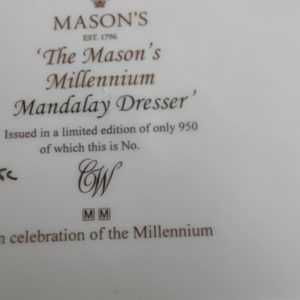 MASON'S
EST. 1796
'The Mason's
Millennium
Mandalay Dresser'
Issued in a limited edition of only 950
of which this is No.
CW
MM
celebration of the Millennium